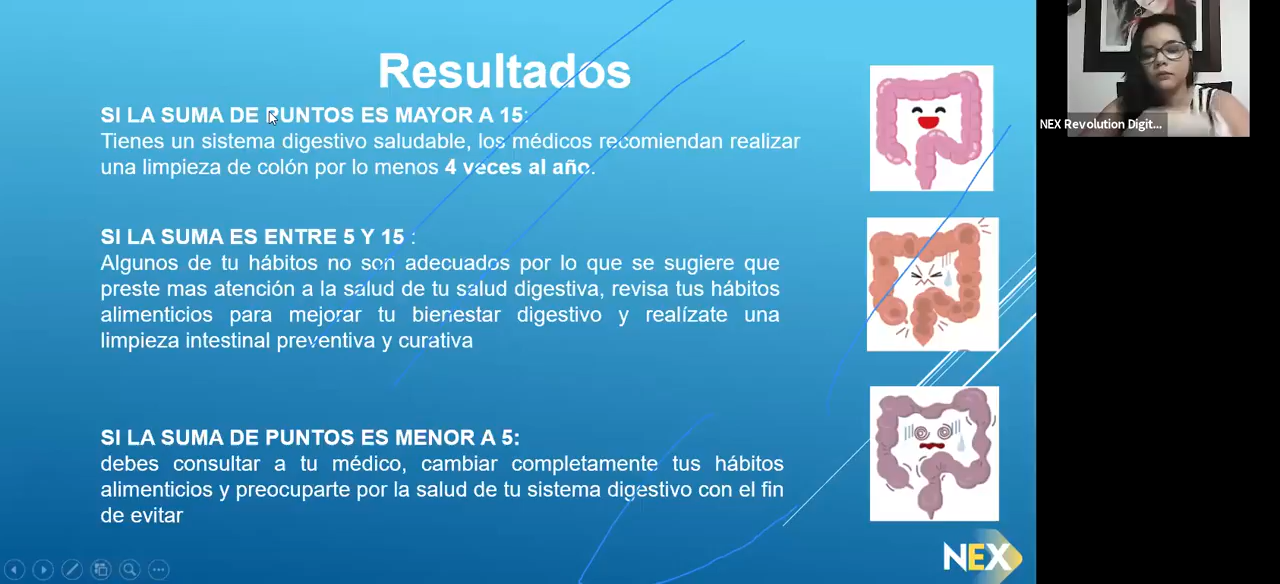 Resultados
SI LA SUMA DE PUNTOS ES MAYOR A 15:
Tienes un sistema digestivo saludable, los médicos recomiendan realizar
una limpieza de colón por lo menos 4 veces al año.
SI LA SUMA ES ENTRE 5 Y 15 :
Algunos de tu hábitos no son adecuados por lo que se sugiere que
preste mas atención a la salud de tu salud digestiva, revisa tus hábitos
alimenticios para mejorar tu bienestar digestivo y realízate una
limpieza intestinal preventiva y curativa
SI LA SUMA DE PUNTOS ES MENOR A 5:
debes consultar a tu médico, cambiar completamente tus hábitos
alimenticios y preocuparte por la salud de tu sistema digestivo con el fin
de evitar
NEX
NEX Revolution Digit...